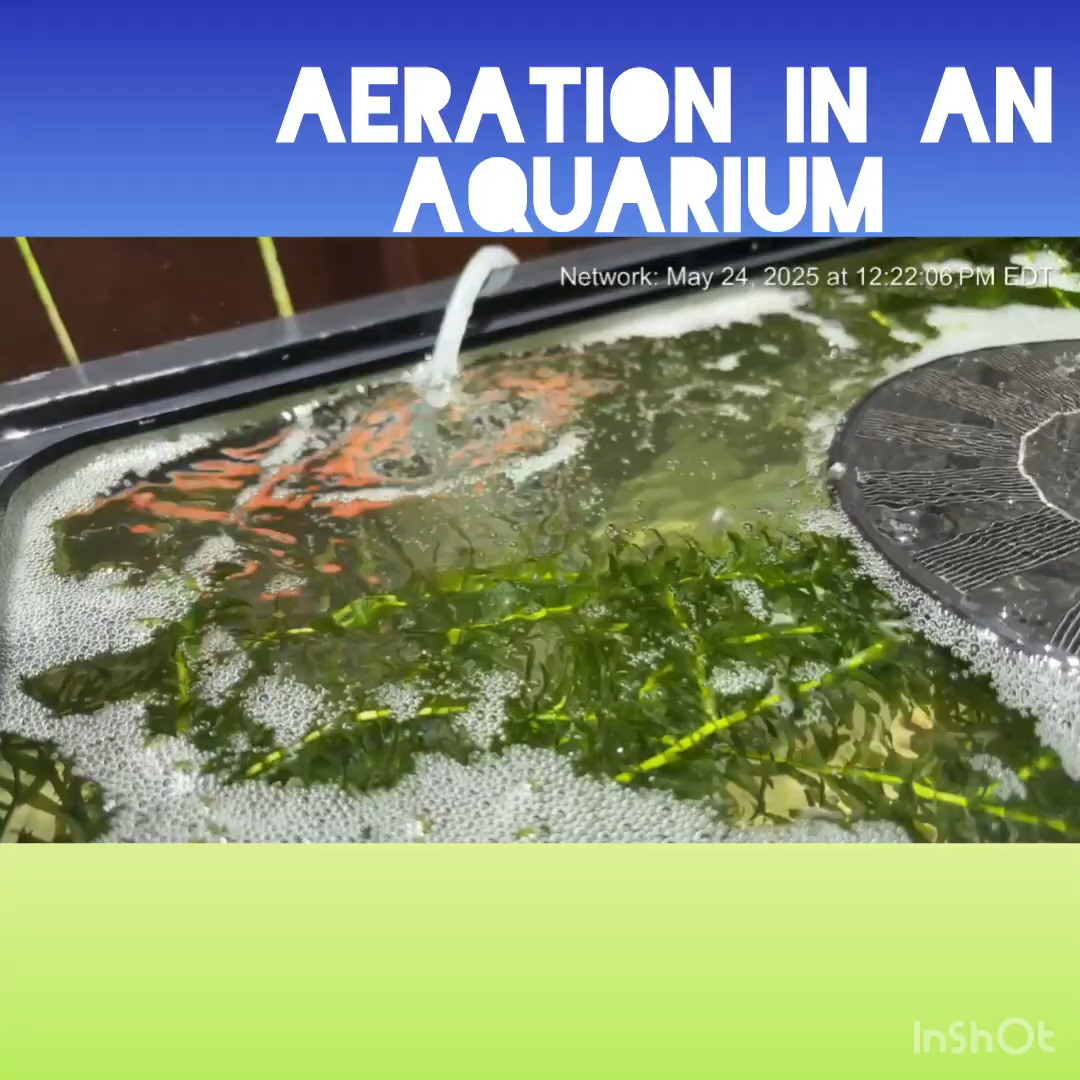 AERATION IN AN
AQUARIUM
Network: May 24, 2025 at 12:22:06 PM EDT
InShOt